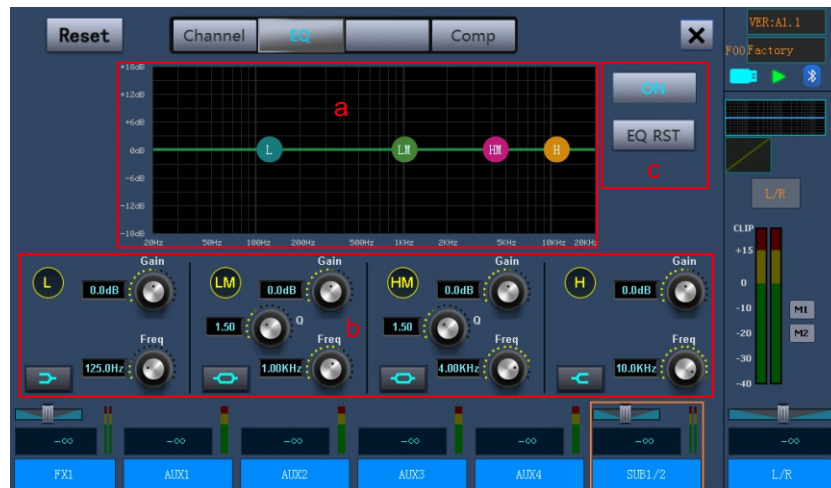 Reset
Channel
EQ
Comp
VER:A1.1
F00Factory
+18dB
+12dB
+6dB
0dB
-6dB
-12dB
-18dB
20Hz 50Hz 100Hz 200Hz 500Hz 1KHz 2KHz 5KHz 10KHz 20KHz
a
L
LM
HM
H
ON
EQ RST
c
L/R
CLIP
+15
0
-10
-20
-30
-40
M1
M2
L
Gain
0.0dB
Freq
125.0Hz
LM
Gain
0.0dB
1.50
Q
Freq
1.00KHz
b
HM
Gain
0.0dB
1.50
Q
Freq
4.00KHz
H
Gain
0.0dB
Freq
10.0KHz
-∞
-∞
-∞
-∞
-∞
-∞
-∞
FX1
AUX1
AUX2
AUX3
AUX4
SUB1/2
L/R